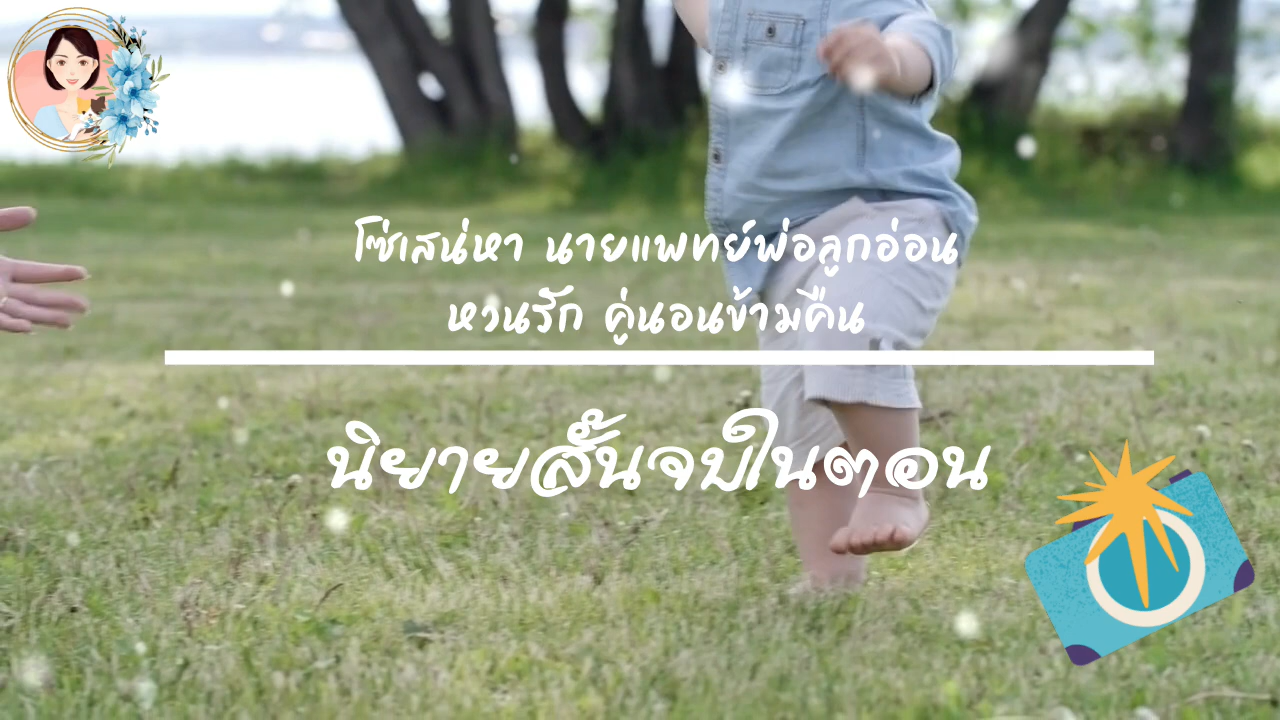 โซ่เสน่หา นายแพทย์พ่อลูกอ่อน
หวนรัก คู่นอนข้ามคืน
นิยายสั๊นจบในตอน